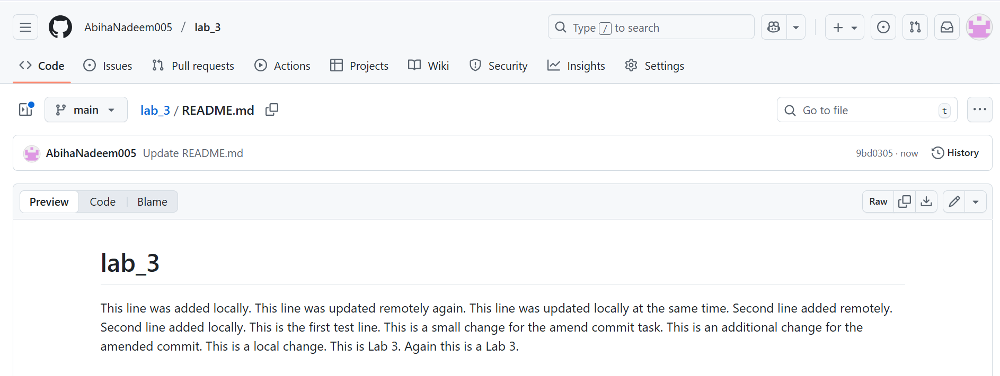 AbihaNadeem005 / lab_3
Type / to search
Code Issues Pull requests Actions Projects Wiki Security Insights Settings
main lab_3 / README.md Go to file t
AbihaNadeem005 Update README.md 9bd0305 · now History
Preview Code Blame Raw
lab_3
This line was added locally. This line was updated remotely again. This line was updated locally at the same time. Second line added remotely.
Second line added locally. This is the first test line. This is a small change for the amend commit task. This is an additional change for the
amended commit. This is a local change. This is Lab 3. Again this is a Lab 3.